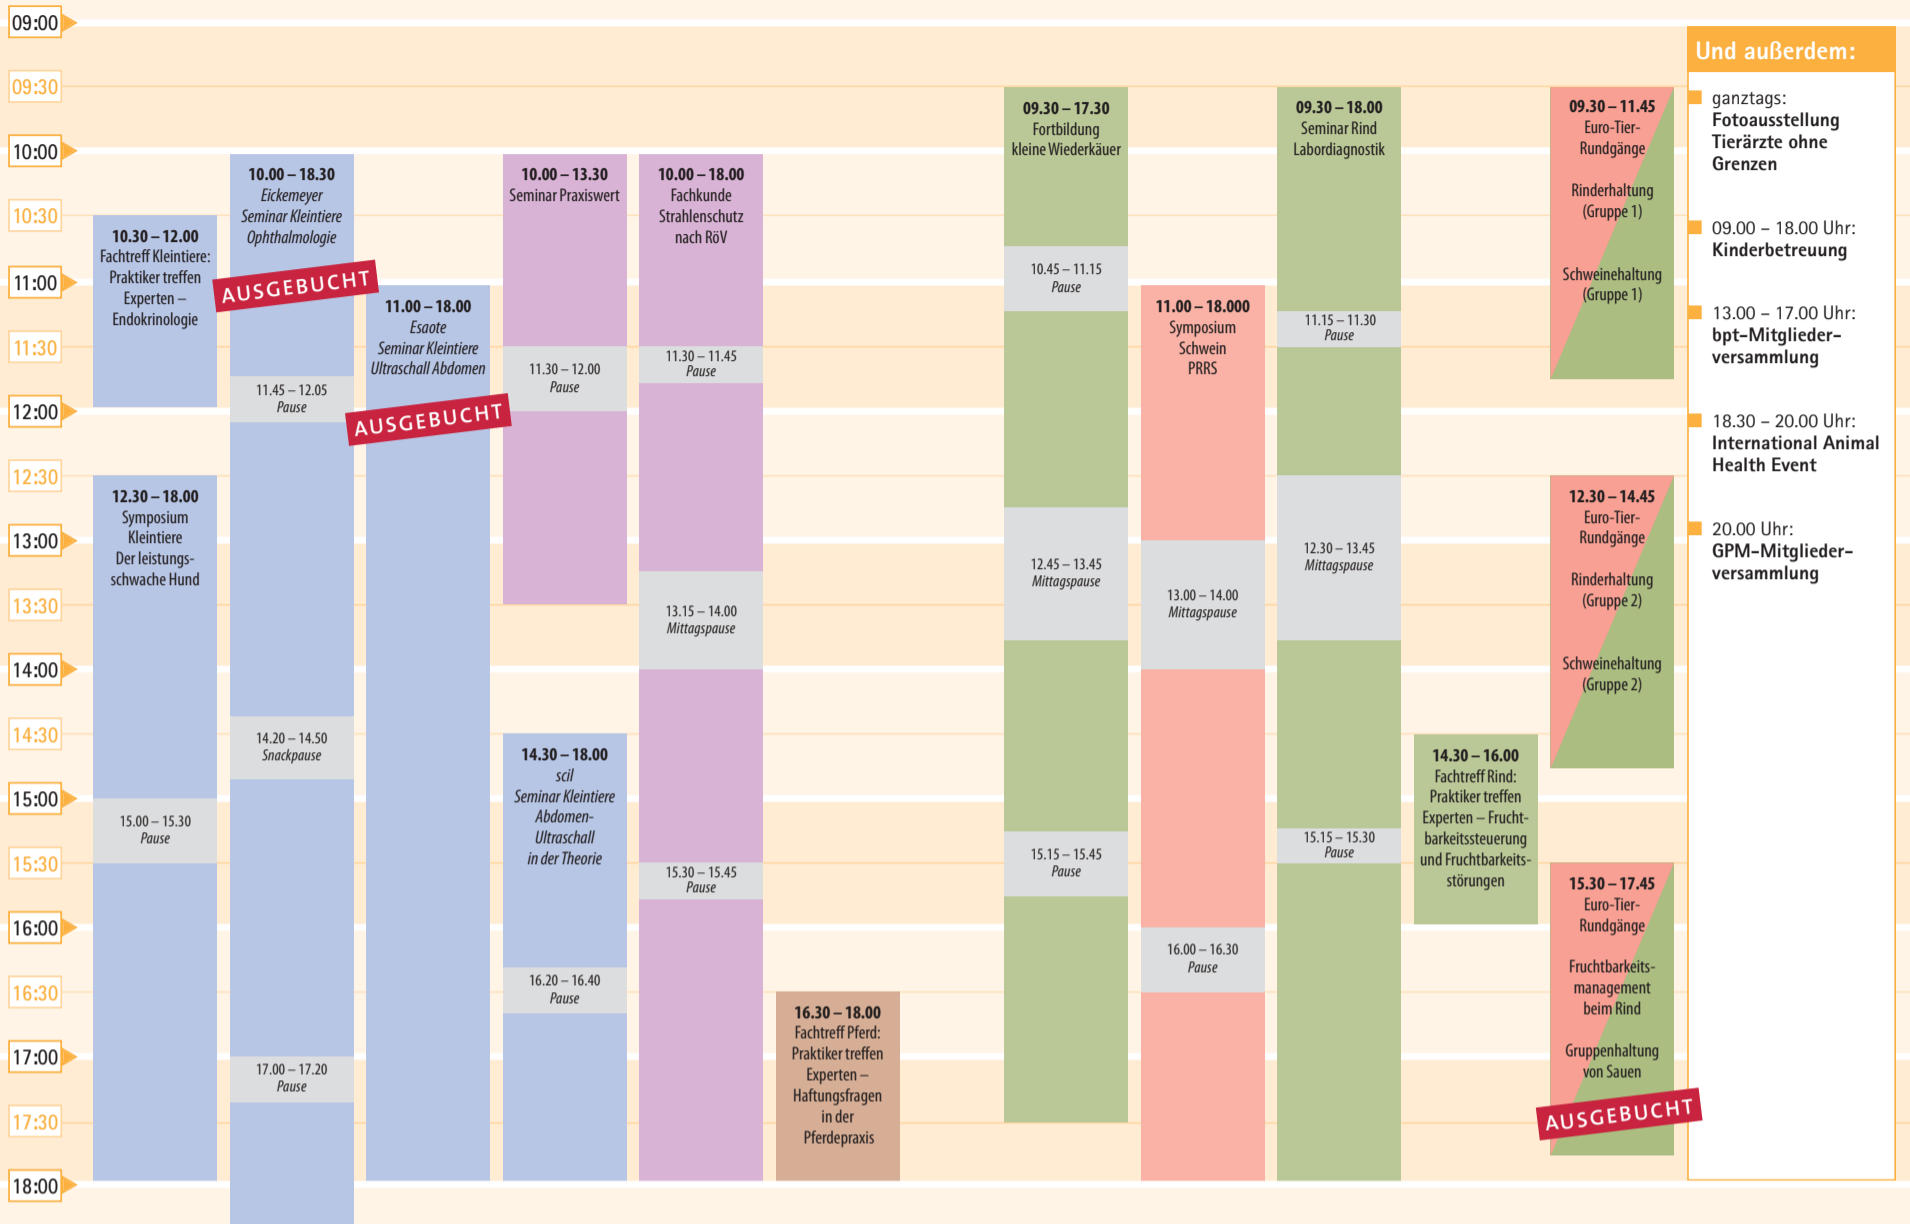 09:00
09:30
10:00
10:30
11:00
11:30
12:00
12:30
13:00
13:30
14:00
14:30
15:00
15:30
16:00
16:30
17:00
17:30
18:00
10.30 – 12.00
Fachtreff Kleintiere:
Praktiker treffen
Experten –
Endokrinologie
12.30 – 18.00
Symposium
Kleintiere
Der leistungs-
schwache Hund
15.00 – 15.30
Pause
10.00 – 18.30
Eickemeyer
Seminar Kleintiere
Ophthalmologie
AUSGEBUCHT
11.45 – 12.05
Pause
14.20 – 14.50
Snackpause
17.00 – 17.20
Pause
11.00 – 18.00
Esaote
Seminar Kleintiere
Ultraschall Abdomen
AUSGEBUCHT
10.00 – 13.30
Seminar Praxiswert
11.30 – 12.00
Pause
14.30 – 18.00
scil
Seminar Kleintiere
Abdomen-
Ultraschall
in der Theorie
16.20 – 16.40
Pause
10.00 – 18.00
Fachkunde
Strahlenschutz
nach RöV
11.30 – 11.45
Pause
13.15 – 14.00
Mittagspause
15.30 – 15.45
Pause
16.30 – 18.00
Fachtreff Pferd:
Praktiker treffen
Experten –
Haftungsfragen
in der
Pferdepraxis
09.30 – 17.30
Fortbildung
kleine Wiederkäuer
10.45 – 11.15
Pause
12.45 – 13.45
Mittagspause
15.15 – 15.45
Pause
11.00 – 18.000
Symposium
Schwein
PRRS
13.00 – 14.00
Mittagspause
16.00 – 16.30
Pause
09.30 – 18.00
Seminar Rind
Labordiagnostik
11.15 – 11.30
Pause
12.30 – 13.45
Mittagspause
15.15 – 15.30
Pause
14.30 – 16.00
Fachtreff Rind:
Praktiker treffen
Experten – Frucht-
barkeitssteuerung
und Fruchtbarkeits-
störungen
09.30 – 11.45
Euro-Tier-
Rundgänge
Rinderhaltung
(Gruppe 1)
Schweinehaltung
(Gruppe 1)
12.30 – 14.45
Euro-Tier-
Rundgänge
Rinderhaltung
(Gruppe 2)
Schweinehaltung
(Gruppe 2)
15.30 – 17.45
Euro-Tier-
Rundgänge
Fruchtbarkeits-
management
beim Rind
Gruppenhaltung
von Sauen
AUSGEBUCHT
Und außerdem:
ganztags:
Fotoausstellung
Tierärzte ohne
Grenzen
09.00 – 18.00 Uhr:
Kinderbetreuung
13.00 – 17.00 Uhr:
bpt-Mitglieder-
versammlung
18.30 – 20.00 Uhr:
International Animal
Health Event
20.00 Uhr:
GPM-Mitglieder-
versammlung